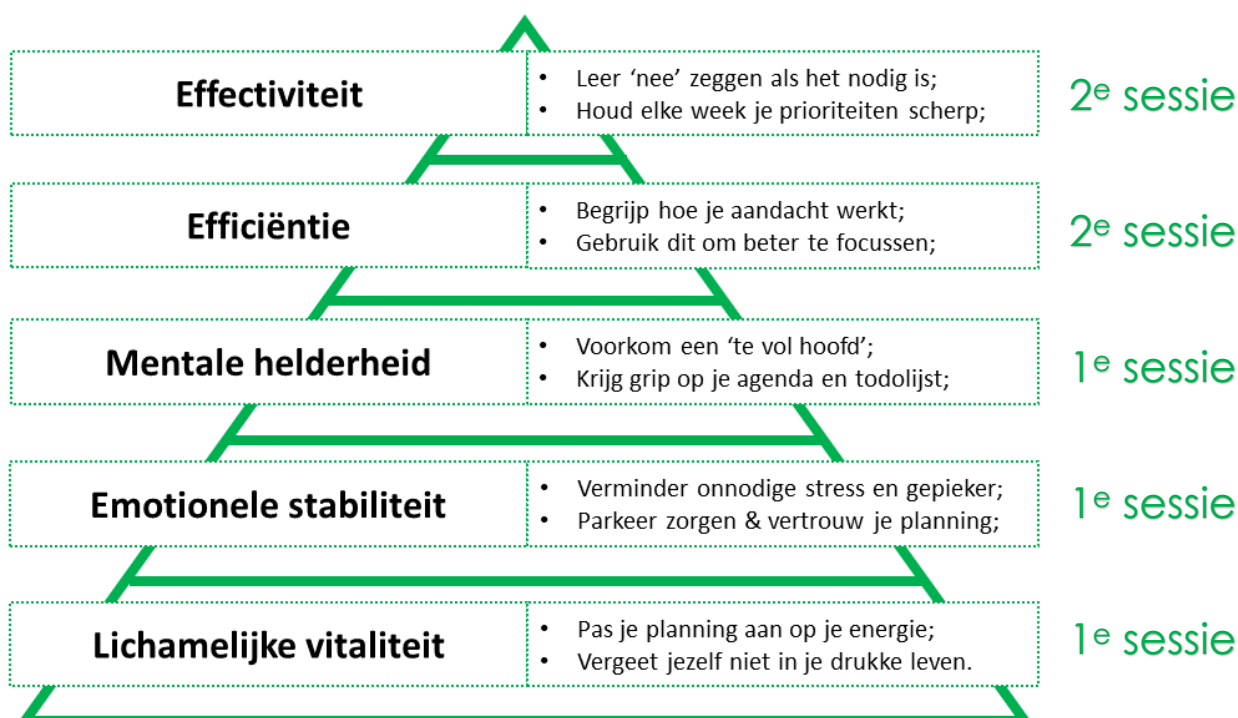 Effectiviteit
• Leer ‘nee’ zeggen als het nodig is;
• Houd elke week je prioriteiten scherp;
2e sessie
Efficiëntie
• Begrijp hoe je aandacht werkt;
• Gebruik dit om beter te focussen;
2e sessie
Mentale helderheid
• Voorkom een ‘te vol hoofd’;
• Krijg grip op je agenda en todolijst;
1e sessie
Emotionele stabiliteit
• Verminder onnodige stress en gepieker;
• Parkeer zorgen & vertrouw je planning;
1e sessie
Lichamelijke vitaliteit
• Pas je planning aan op je energie;
• Vergeet jezelf niet in je drukke leven.
1e sessie